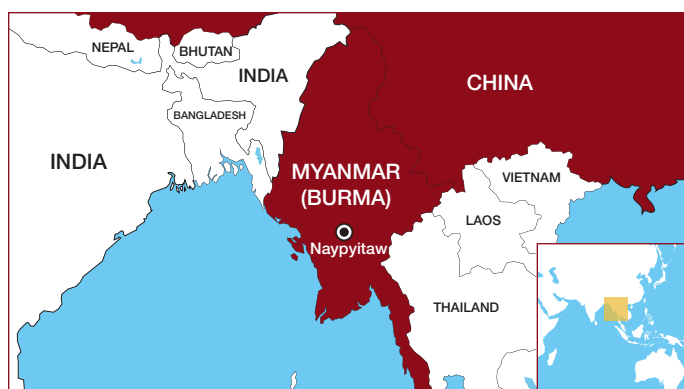 NEPAL
BHUTAN
INDIA
CHINA
BANGLADESH
INDIA
MYANMAR
(BURMA)
VIETNAM
LAOS
Naypyitaw
THAILAND